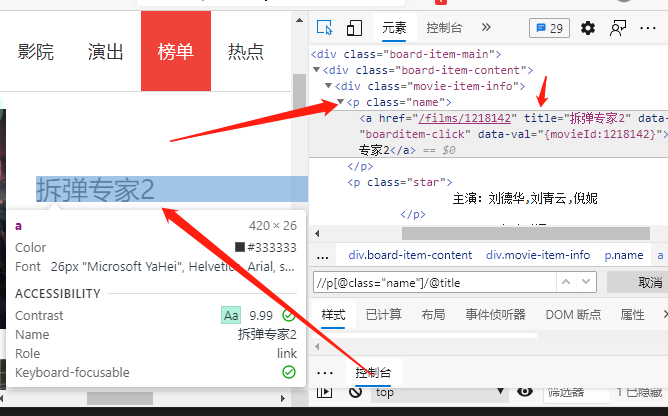 影院 演出 榜单 热点
拆弹专家2
a 420 × 26
Color #333333
Font 26px "Microsoft YaHei", Helvetica, Arial, s...
ACCESSIBILITY
Contrast Aa 9.99
Name 拆弹专家2
Role link
Keyboard-focusable
元素 控制台 » 29 ···
<div class="board-item-main">
<div class="board-item-content">
<div class="movie-item-info">
<p class="name">
<a href="/films/1218142" title="拆弹专家2" data-
"boarditem-click" data-val="{movieId:1218142}">
专家2</a> == $0
</p>
<p class="star">
主演：刘德华,刘青云,倪妮
</p>
... div.board-item-content div.movie-item-info p.name a
//p[@class="name"]/@title 取消
样式 已计算 布局 事件侦听器 DOM 断点 属性
··· 控制台
top 筛选器 1 已隐藏